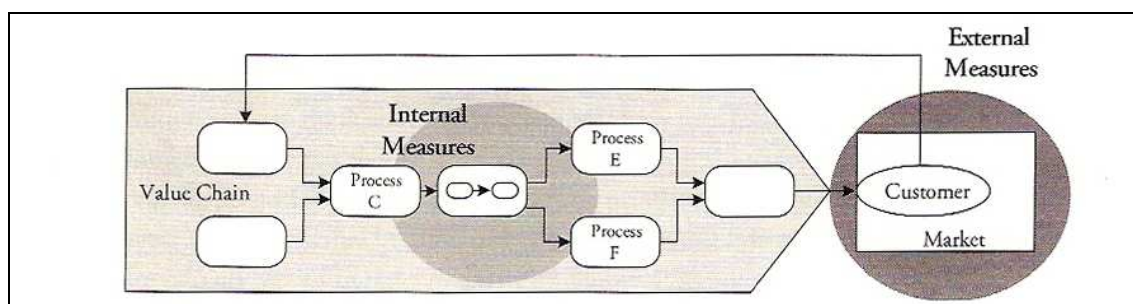 External
Measures
Internal
Measures
Process
E
Value Chain
Process
C
Customer
Process
F
Market